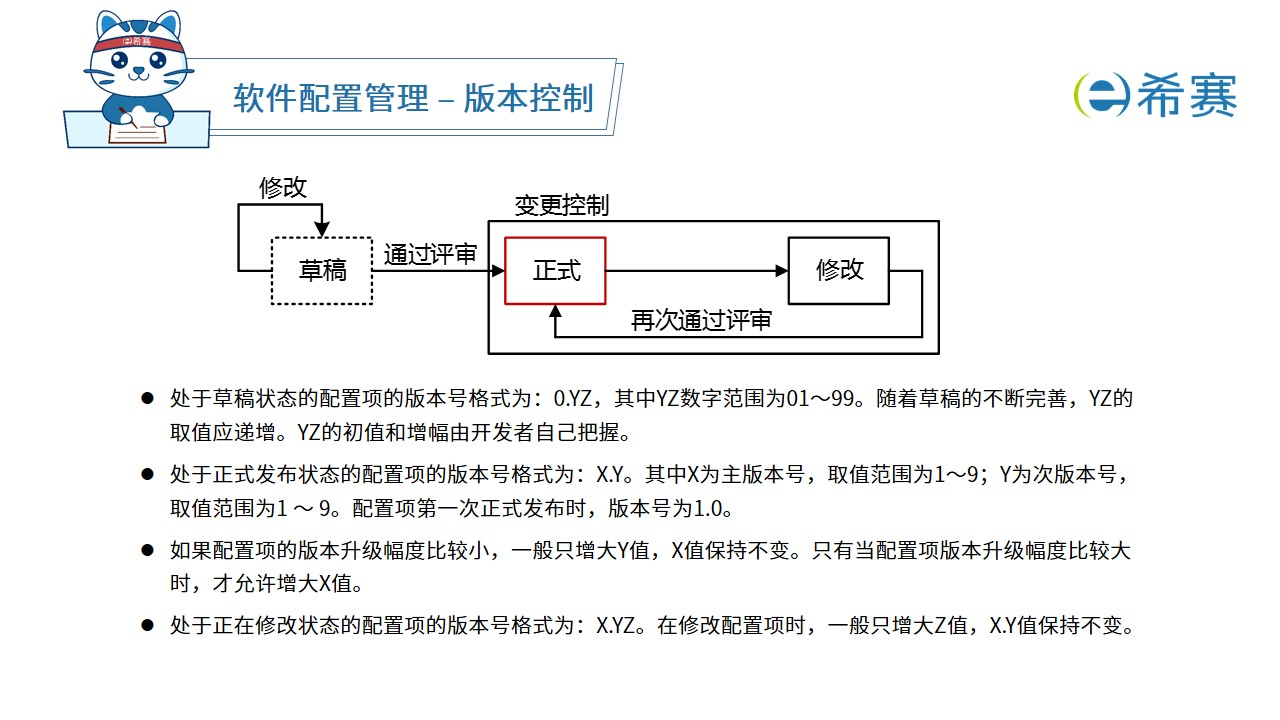 希赛
软件配置管理 – 版本控制
希赛
修改
变更控制
草稿
通过评审
正式
修改
再次通过评审
● 处于草稿状态的配置项的版本号格式为：0.YZ，其中YZ数字范围为01～99。随着草稿的不断完善，YZ的
取值应递增。YZ的初值和增幅由开发者自己把握。
● 处于正式发布状态的配置项的版本号格式为：X.Y。其中X为主版本号，取值范围为1～9；Y为次版本号，
取值范围为1 ～ 9。配置项第一次正式发布时，版本号为1.0。
● 如果配置项的版本升级幅度比较小，一般只增大Y值，X值保持不变。只有当配置项版本升级幅度比较大
时，才允许增大X值。
● 处于正在修改状态的配置项的版本号格式为：X.YZ。在修改配置项时，一般只增大Z值，X.Y值保持不变。